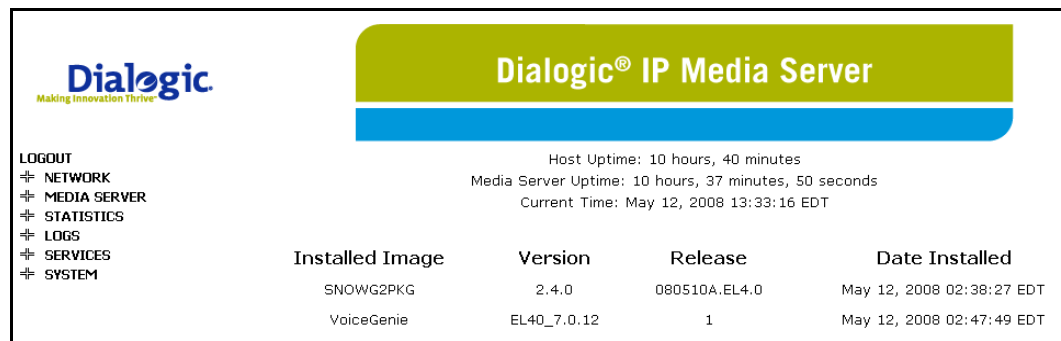 Dialogic.
Making Innovation Thrive™
Dialogic® IP Media Server
LOGOUT
NETWORK
MEDIA SERVER
STATISTICS
LOGS
SERVICES
SYSTEM
Host Uptime: 10 hours, 40 minutes
Media Server Uptime: 10 hours, 37 minutes, 50 seconds
Current Time: May 12, 2008 13:33:16 EDT
Installed Image Version Release Date Installed
SNOWG2PKG 2.4.0 080510A.EL4.0 May 12, 2008 02:38:27 EDT
VoiceGenie EL40_7.0.12 1 May 12, 2008 02:47:49 EDT